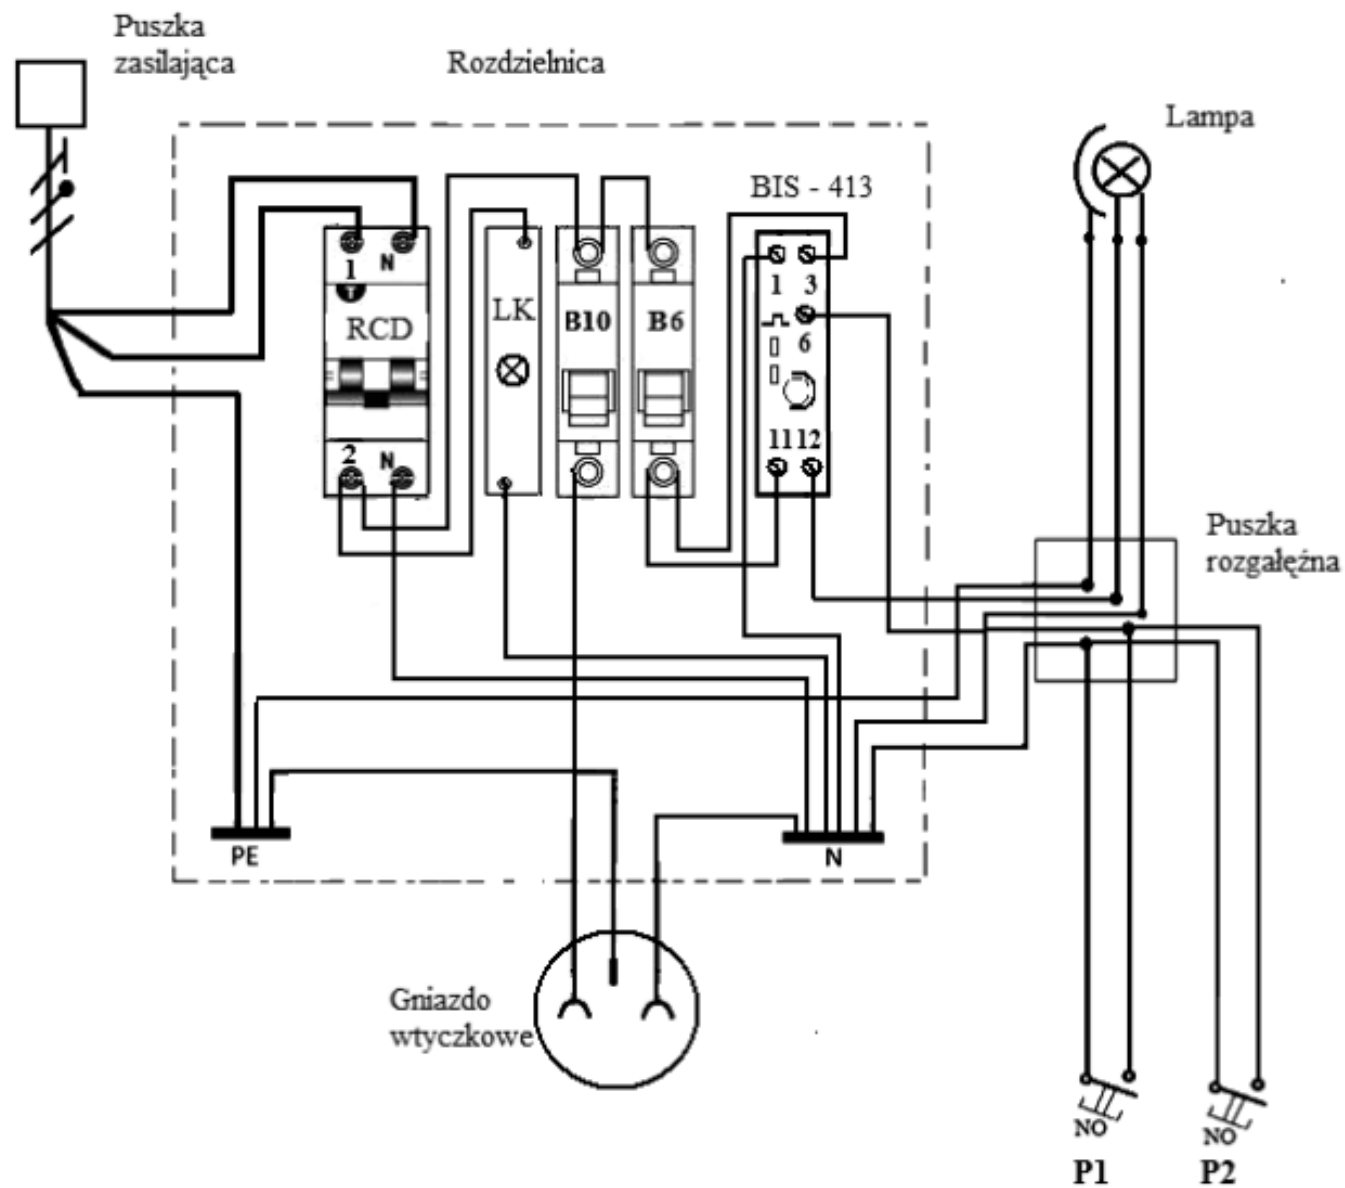 Puszka
zasilająca
Rozdzielnica
Lampa
BIS - 413
1 N
RCD
2 N
LK
B10
B6
1 3
6
11 12
Puszka
rozgałęźna
PE
N
Gniazdo
wtyczkowe
NO
P1
NO
P2